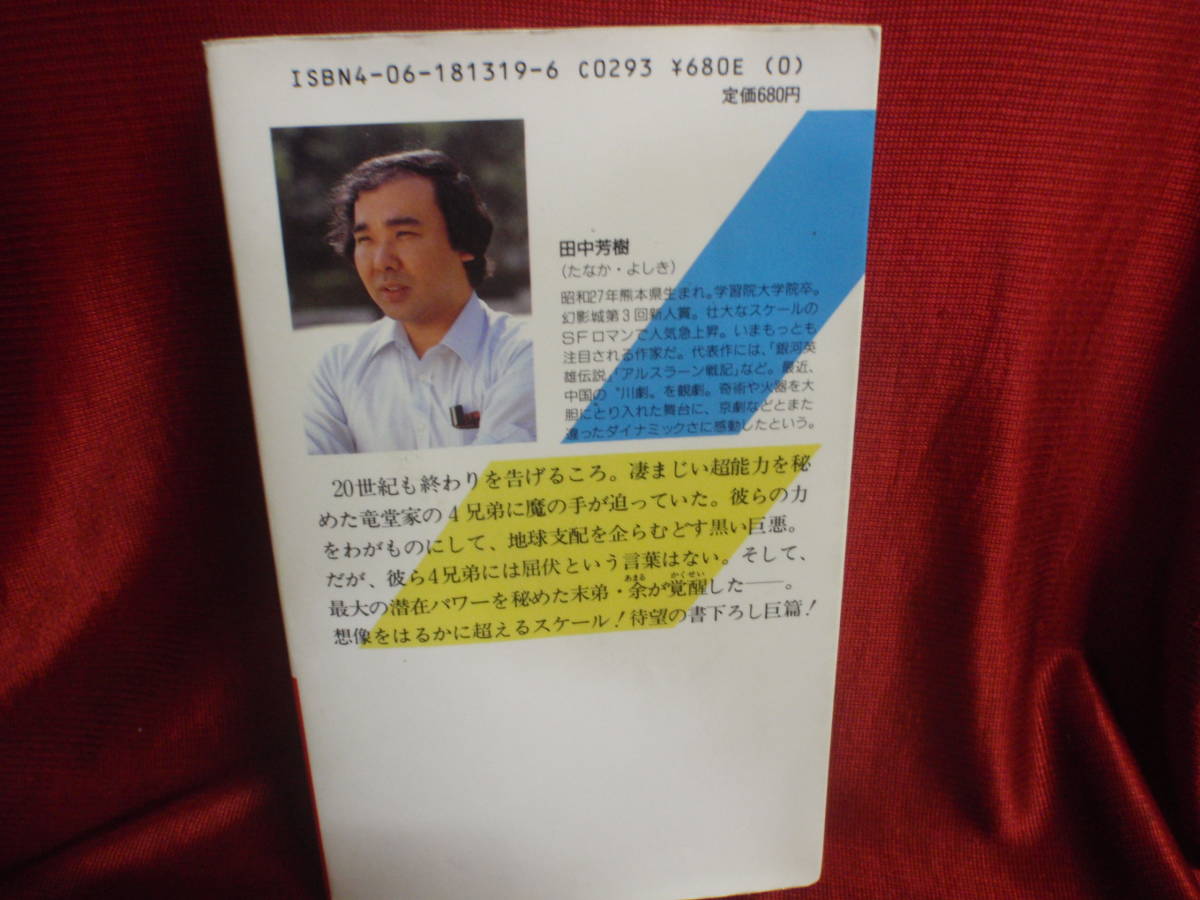 ISBN4-06-181319-6 C0293 ¥680E (0)
定価680円
田中芳樹
(たなか・よしき)
昭和27年熊本県生まれ。学習院大学院卒。
幻影城第3回新人賞。壮大なスケールの
SFロマンで人気急上昇。いまもっとも
注目される作家だ。代表作には、「銀河英
雄伝説」「アルスラーン戦記」など。最近、
中国の〝川劇〟を観劇。奇術や火器を大
胆にとり入れた舞台に、京劇などとまた
違ったダイナミックさに感動したという。
20世紀も終わりを告げるころ。凄まじい超能力を秘
めた竜堂家の4兄弟に魔の手が迫っていた。彼らの力
をわがものにして、地球支配を企らむどす黒い巨悪。
だが、彼ら4兄弟には屈伏という言葉はない。そして、
あまる かくせい
最大の潜在パワーを秘めた末弟・余が覚醒した——。
想像をはるかに超えるスケール!待望の書下ろし巨篇!